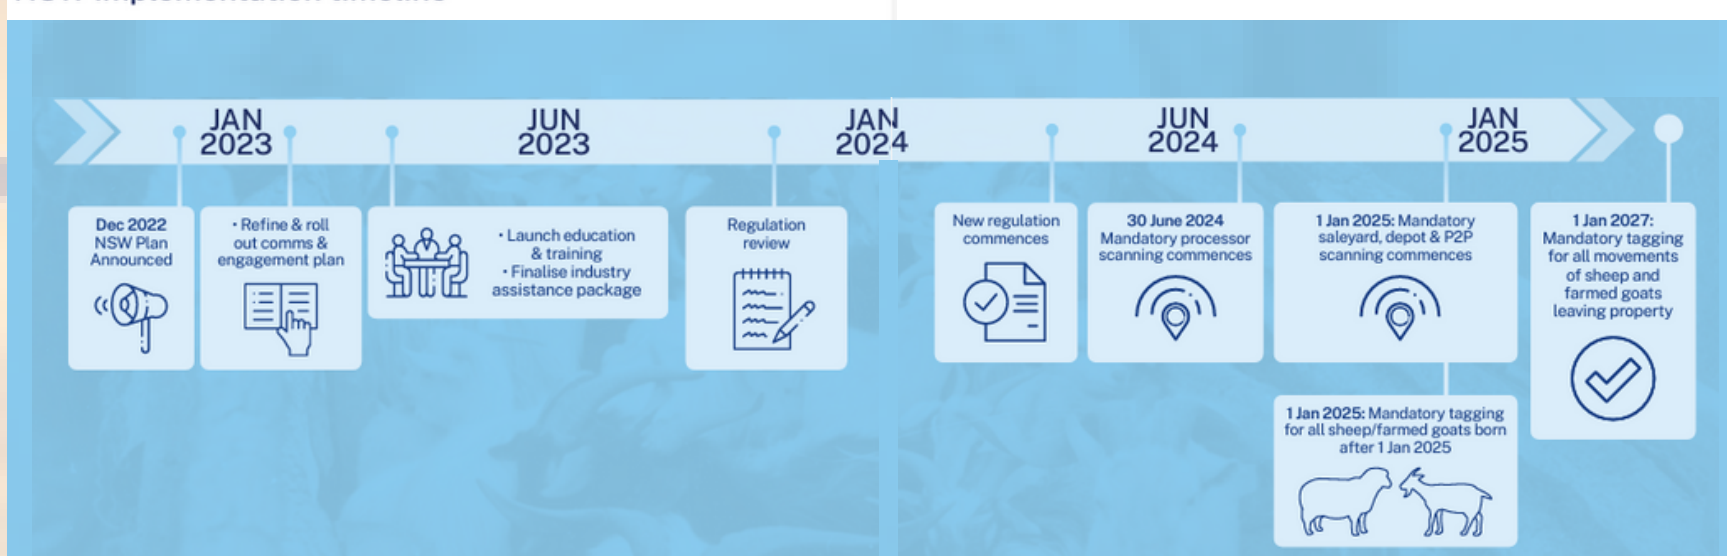 JAN
2023
JUN
2023
JAN
2024
JUN
2024
JAN
2025
Dec 2022
NSW Plan
Announced
• Refine & roll
out comms &
engagement plan
• Launch education
& training
• Finalise industry
assistance package
Regulation
review
New regulation
commences
30 June 2024
Mandatory processor
scanning commences
1 Jan 2025: Mandatory
saleyard, depot & P2P
scanning commences
1 Jan 2025: Mandatory tagging
for all sheep/farmed goats born
after 1 Jan 2025
1 Jan 2027:
Mandatory tagging
for all movements
of sheep and
farmed goats
leaving property